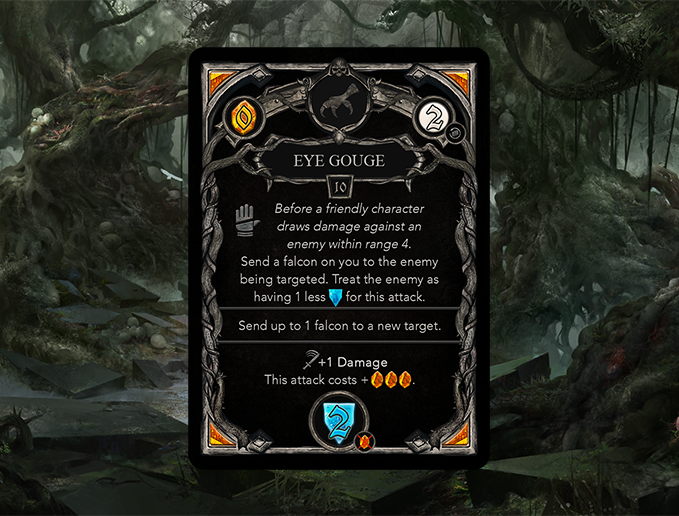 0
2
EYE GOUGE
10
Before a friendly character
draws damage against an
enemy within range 4.
Send a falcon on you to the enemy
being targeted. Treat the enemy as
having 1 less for this attack.
Send up to 1 falcon to a new target.
+1 Damage
This attack costs + .
2